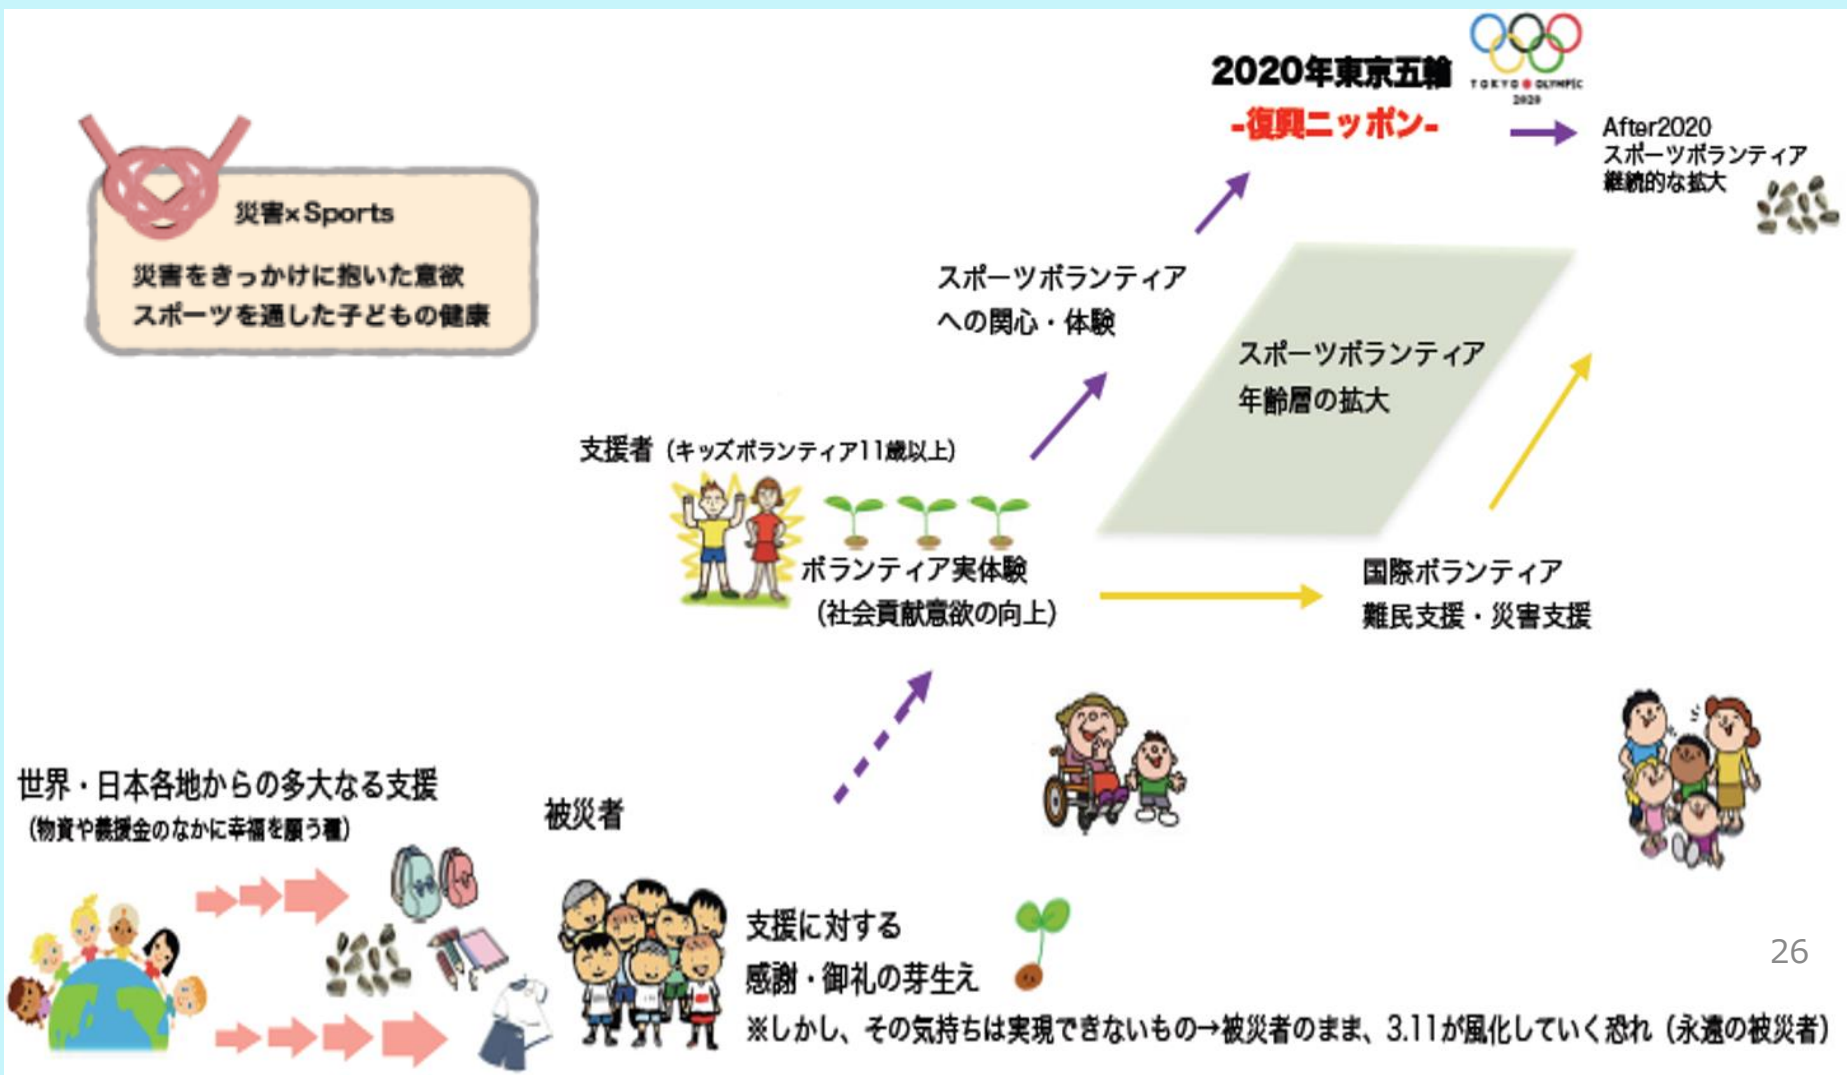 2020年東京五輪
-復興ニッポン-
TOKYO OLYMPIC
2020
After2020
スポーツボランティア
継続的な拡大
災害×Sports
災害をきっかけに抱いた意欲
スポーツを通した子どもの健康
スポーツボランティア
への関心・体験
スポーツボランティア
年齢層の拡大
支援者（キッズボランティア11歳以上）
ボランティア実体験
（社会貢献意欲の向上）
国際ボランティア
難民支援・災害支援
世界・日本各地からの多大なる支援
（物資や義援金のなかに幸福を願う種）
被災者
支援に対する
感謝・御礼の芽生え
※しかし、その気持ちは実現できないもの→被災者のまま、3.11が風化していく恐れ（永遠の被災者）
26